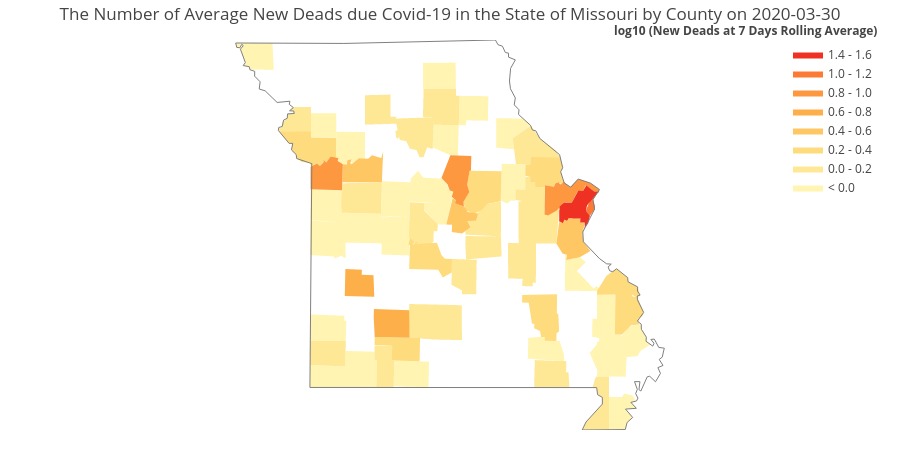 The Number of Average New Deads due Covid-19 in the State of Missouri by County on 2020-03-30
log10 (New Deads at 7 Days Rolling Average)
1.4 - 1.6
1.0 - 1.2
0.8 - 1.0
0.6 - 0.8
0.4 - 0.6
0.2 - 0.4
0.0 - 0.2
< 0.0